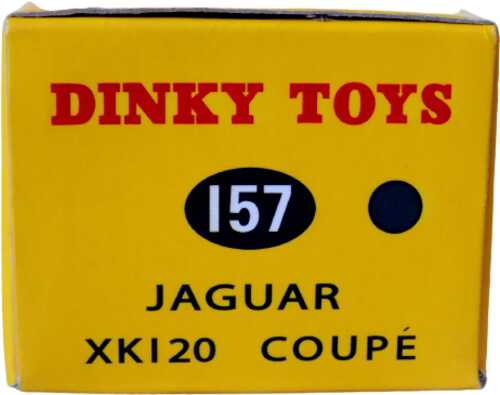 DINKY TOYS
157
JAGUAR
XK120 COUPÉ